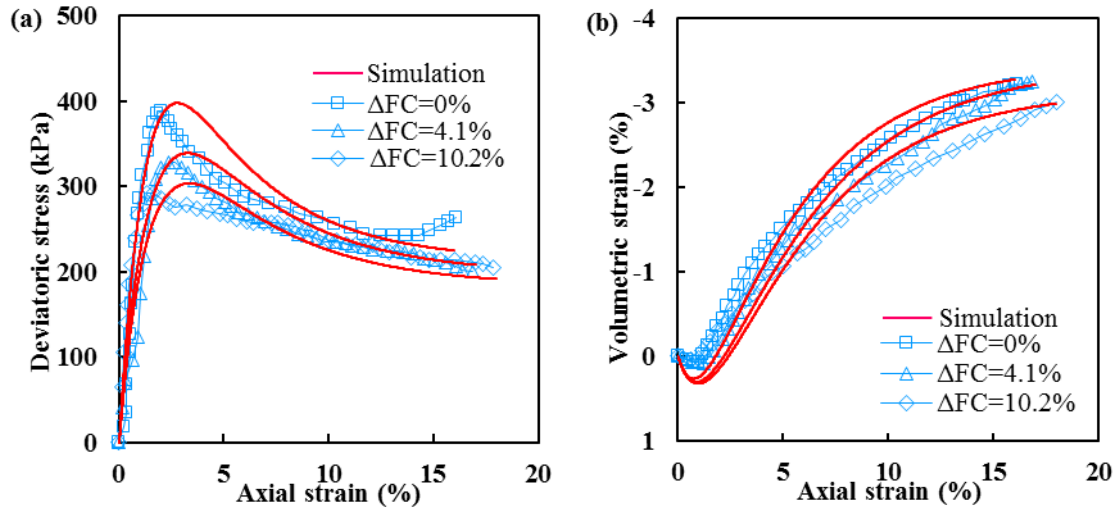 (a)
500
400
300
200
100
0
Deviatoric stress (kPa)
Simulation
ΔFC=0%
ΔFC=4.1%
ΔFC=10.2%
0 5 10 15 20
Axial strain (%)
(b)
-4
-3
-2
-1
0
1
Volumetric strain (%)
Simulation
ΔFC=0%
ΔFC=4.1%
ΔFC=10.2%
0 5 10 15 20
Axial strain (%)